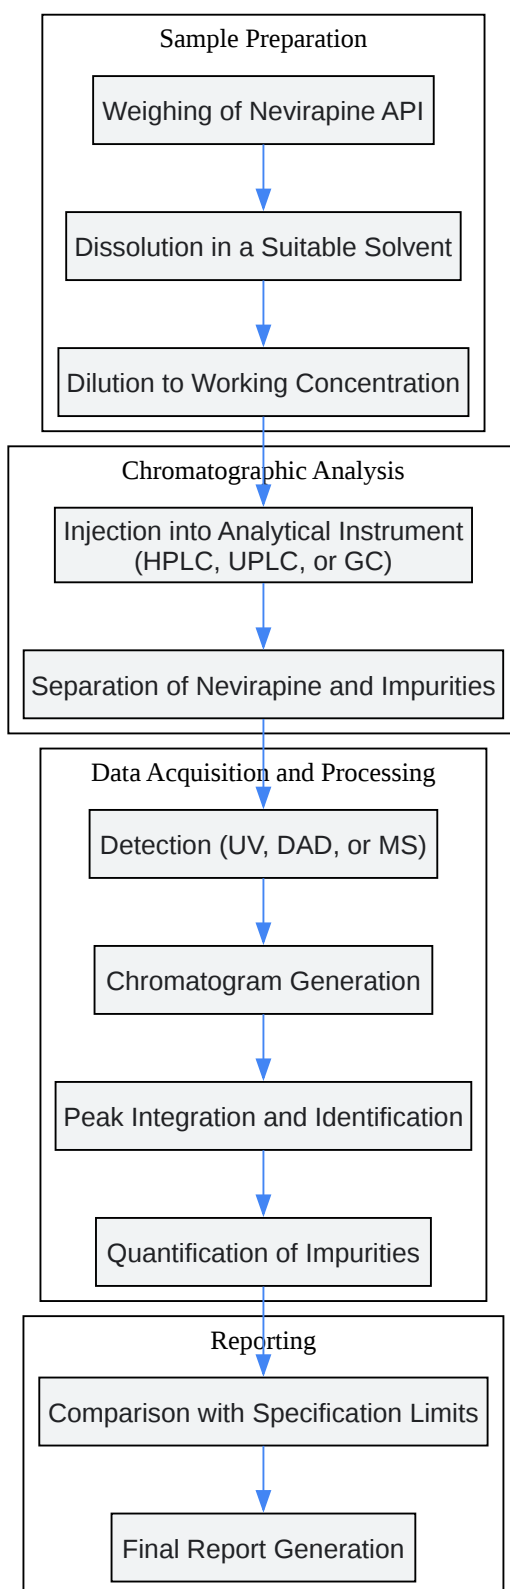 Sample Preparation
Weighing of Nevirapine API
Dissolution in a Suitable Solvent
Dilution to Working Concentration
Chromatographic Analysis
Injection into Analytical Instrument
(HPLC, UPLC, or GC)
Separation of Nevirapine and Impurities
Data Acquisition and Processing
Detection (UV, DAD, or MS)
Chromatogram Generation
Peak Integration and Identification
Quantification of Impurities
Reporting
Comparison with Specification Limits
Final Report Generation